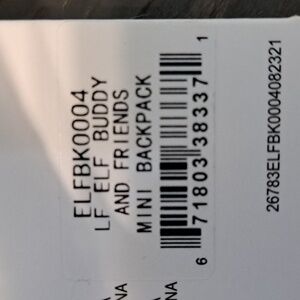 ELFBK0004
LF ELF BUDDY
AND FRIENDS
MINI BACKPACK
6 71803 38337 1
26783ELFBK0004082321